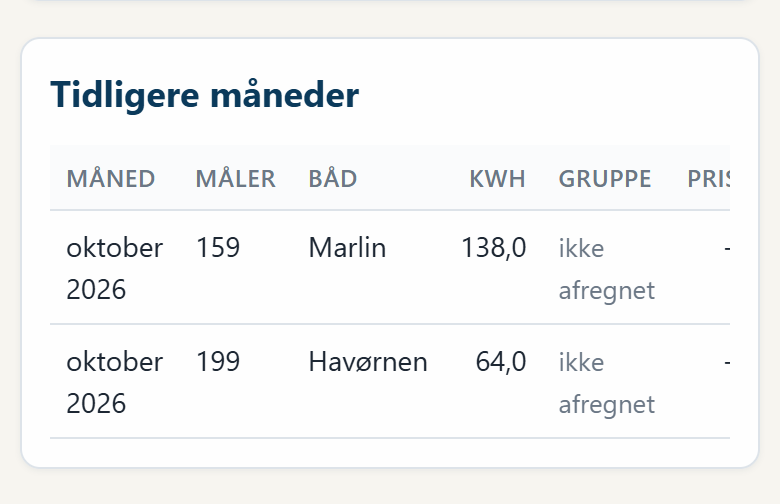 Tidligere måneder
MÅNED MÅLER BÅD KWH GRUPPE PRIS
oktober 2026 159 Marlin 138,0 ikke afregnet -
oktober 2026 199 Havørnen 64,0 ikke afregnet -